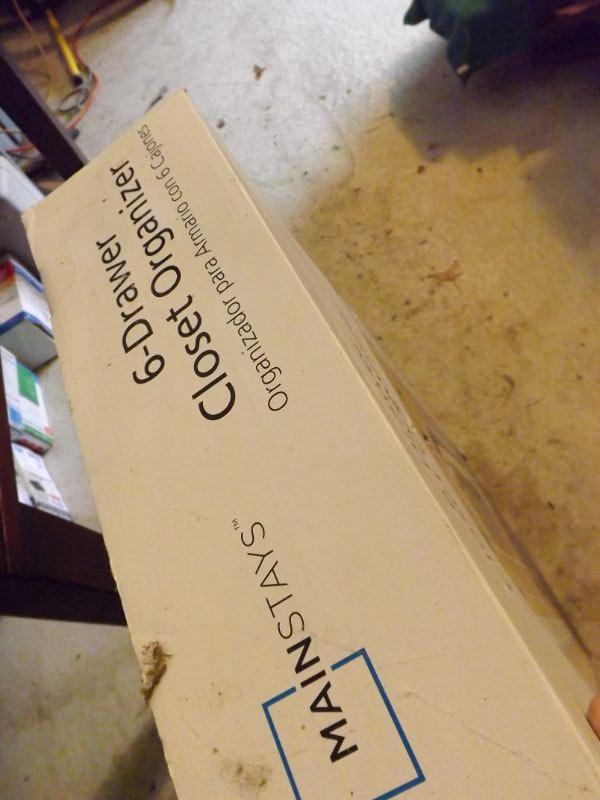 6-Drawer
Closet Organizer
Organizador para Armario con 6 Cajones
MAINSTAYS™